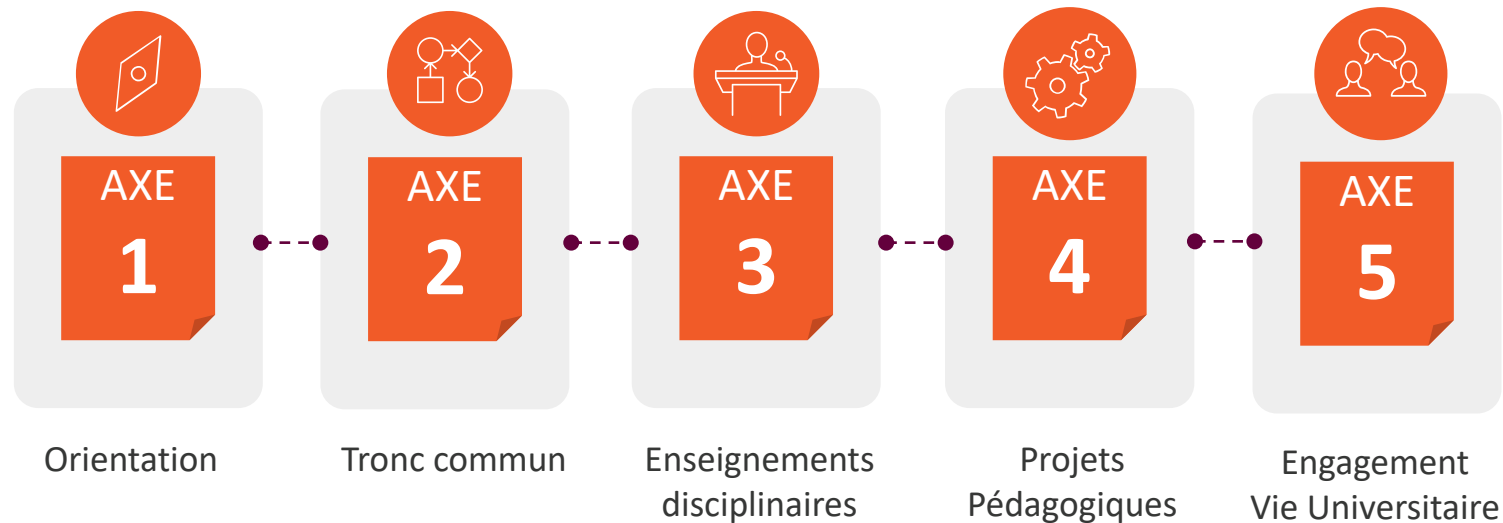 AXE
1
AXE
2
AXE
3
AXE
4
AXE
5
Orientation
Tronc commun
Enseignements
disciplinaires
Projets
Pédagogiques
Engagement
Vie Universitaire